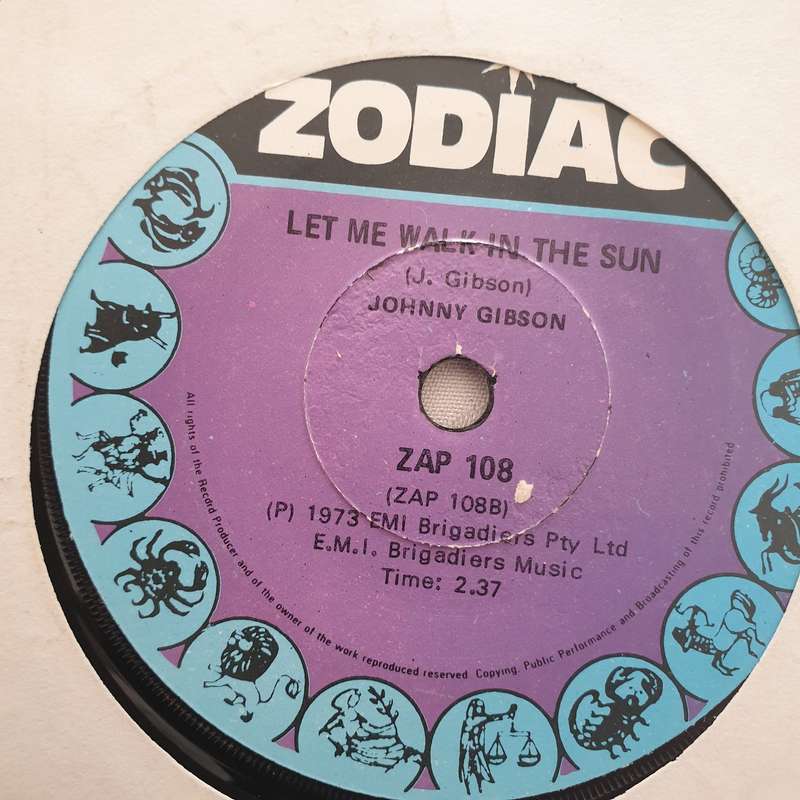 ZODIAC
LET ME WALK IN THE SUN
(J. Gibson)
JOHNNY GIBSON
ZAP 108
(ZAP 108B)
(P) 1973 EMI Brigadiers Pty Ltd
E.M.I. Brigadiers Music
Time: 2.37
All rights of the Record Producer and of the owner of the work reproduced reserved. Copying, Public Performance and Broadcasting of this record prohibited